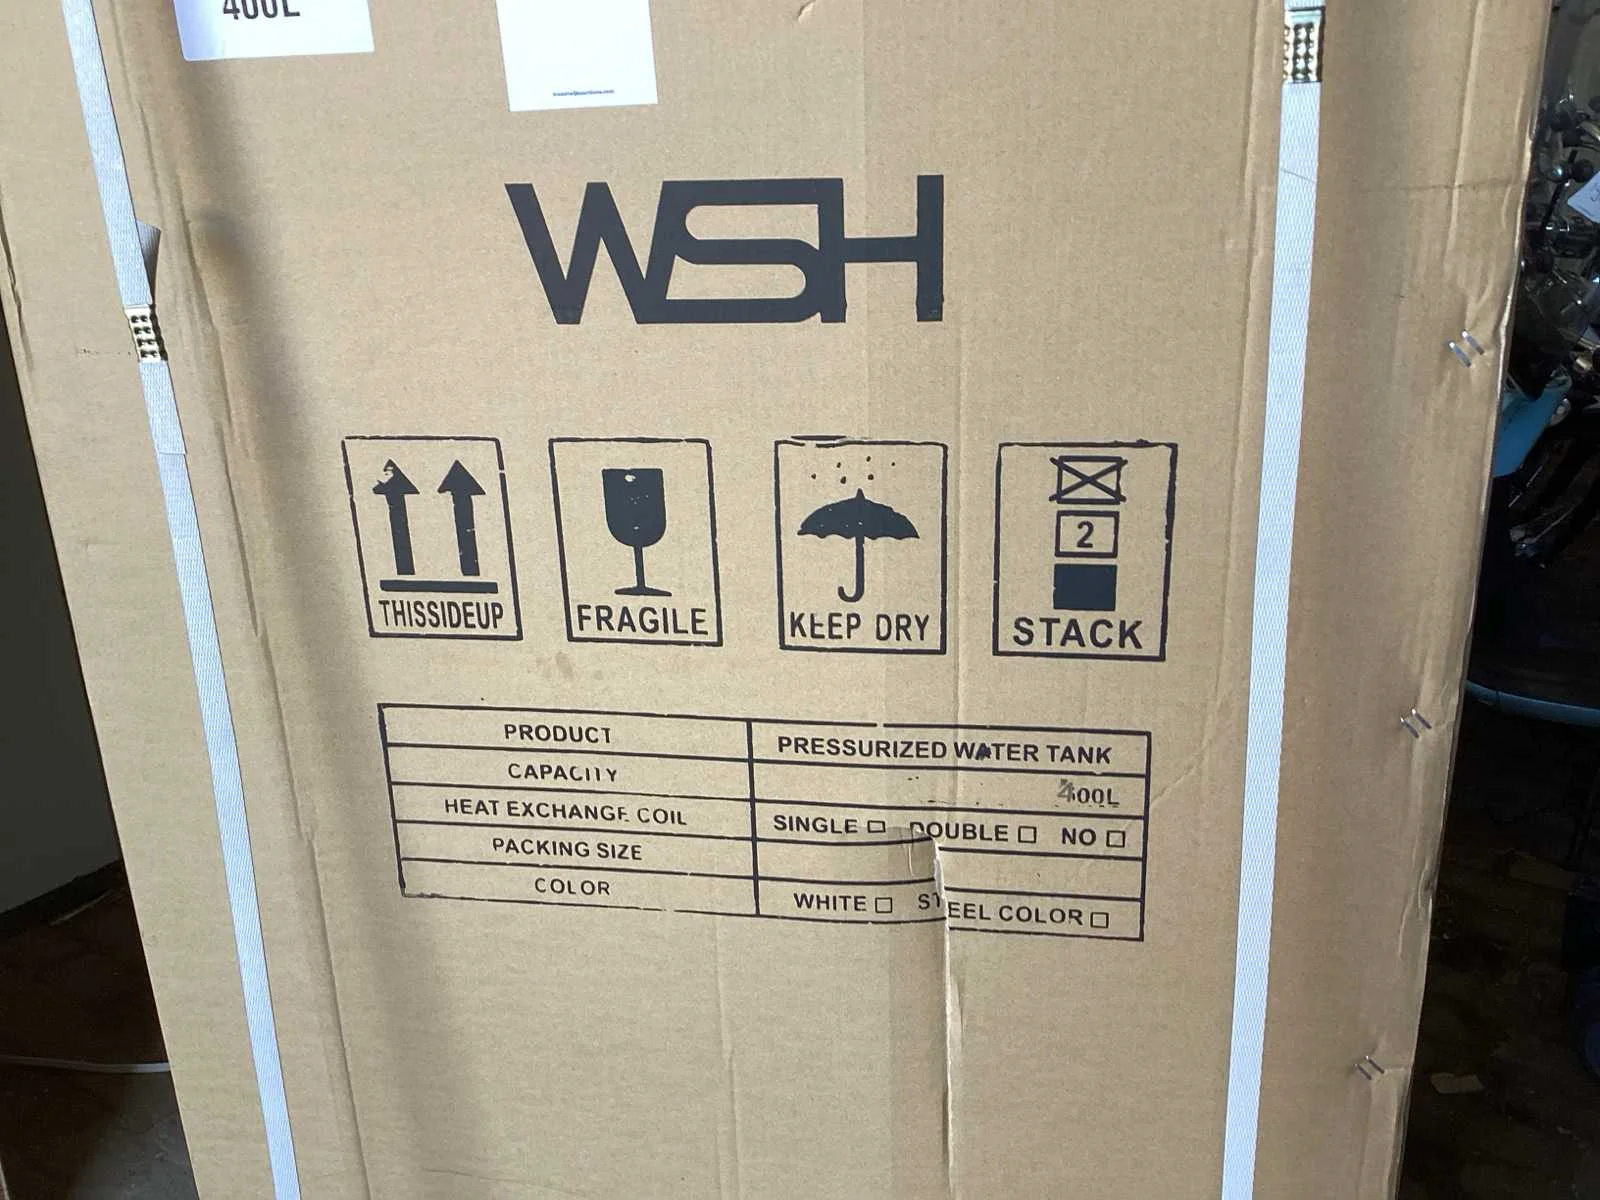 400L
WSH
THISSIDEUP
FRAGILE
KEEP DRY
2
STACK
PRODUCT PRESSURIZED WATER TANK
CAPACITY 400L
HEAT EXCHANGE COIL SINGLE □ DOUBLE □ NO □
PACKING SIZE
COLOR WHITE □ STEEL COLOR □